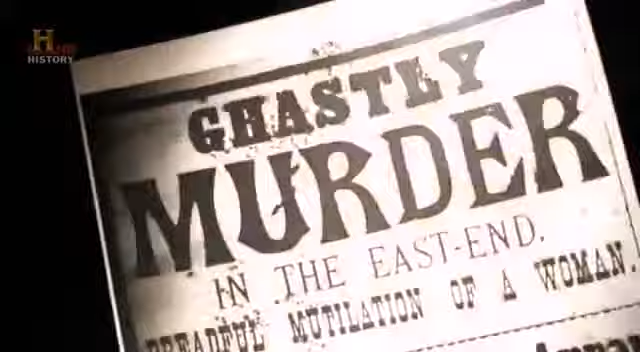 H
HISTORY
GHASTLY
MURDER
IN THE EAST-END.
DREADFUL MUTILATION OF A WOMAN.